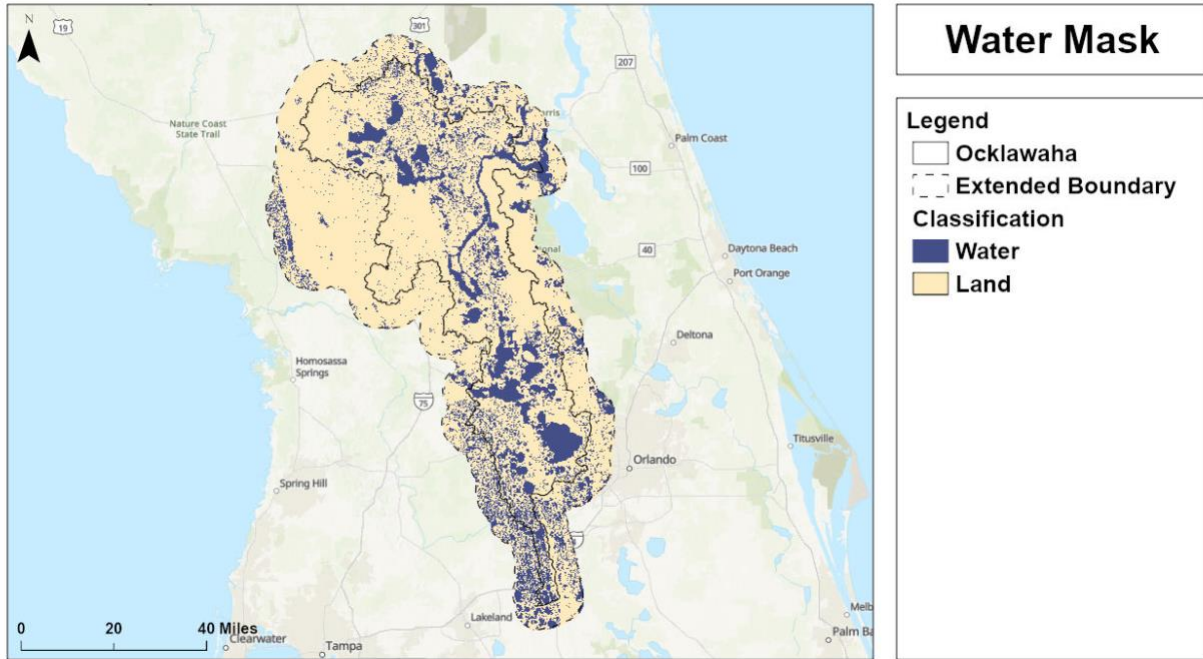 Water Mask
Legend
Ocklawaha
Extended Boundary
Classification
Water
Land
N
19
301
207
Nature Coast
State Trail
Palm Coast
100
40
Daytona Beach
Port Orange
Deltona
Homosassa
Springs
75
Titusville
Orlando
Spring Hill
Lakeland
0 20 40 Miles
Clearwater
Tampa
Palm Ba